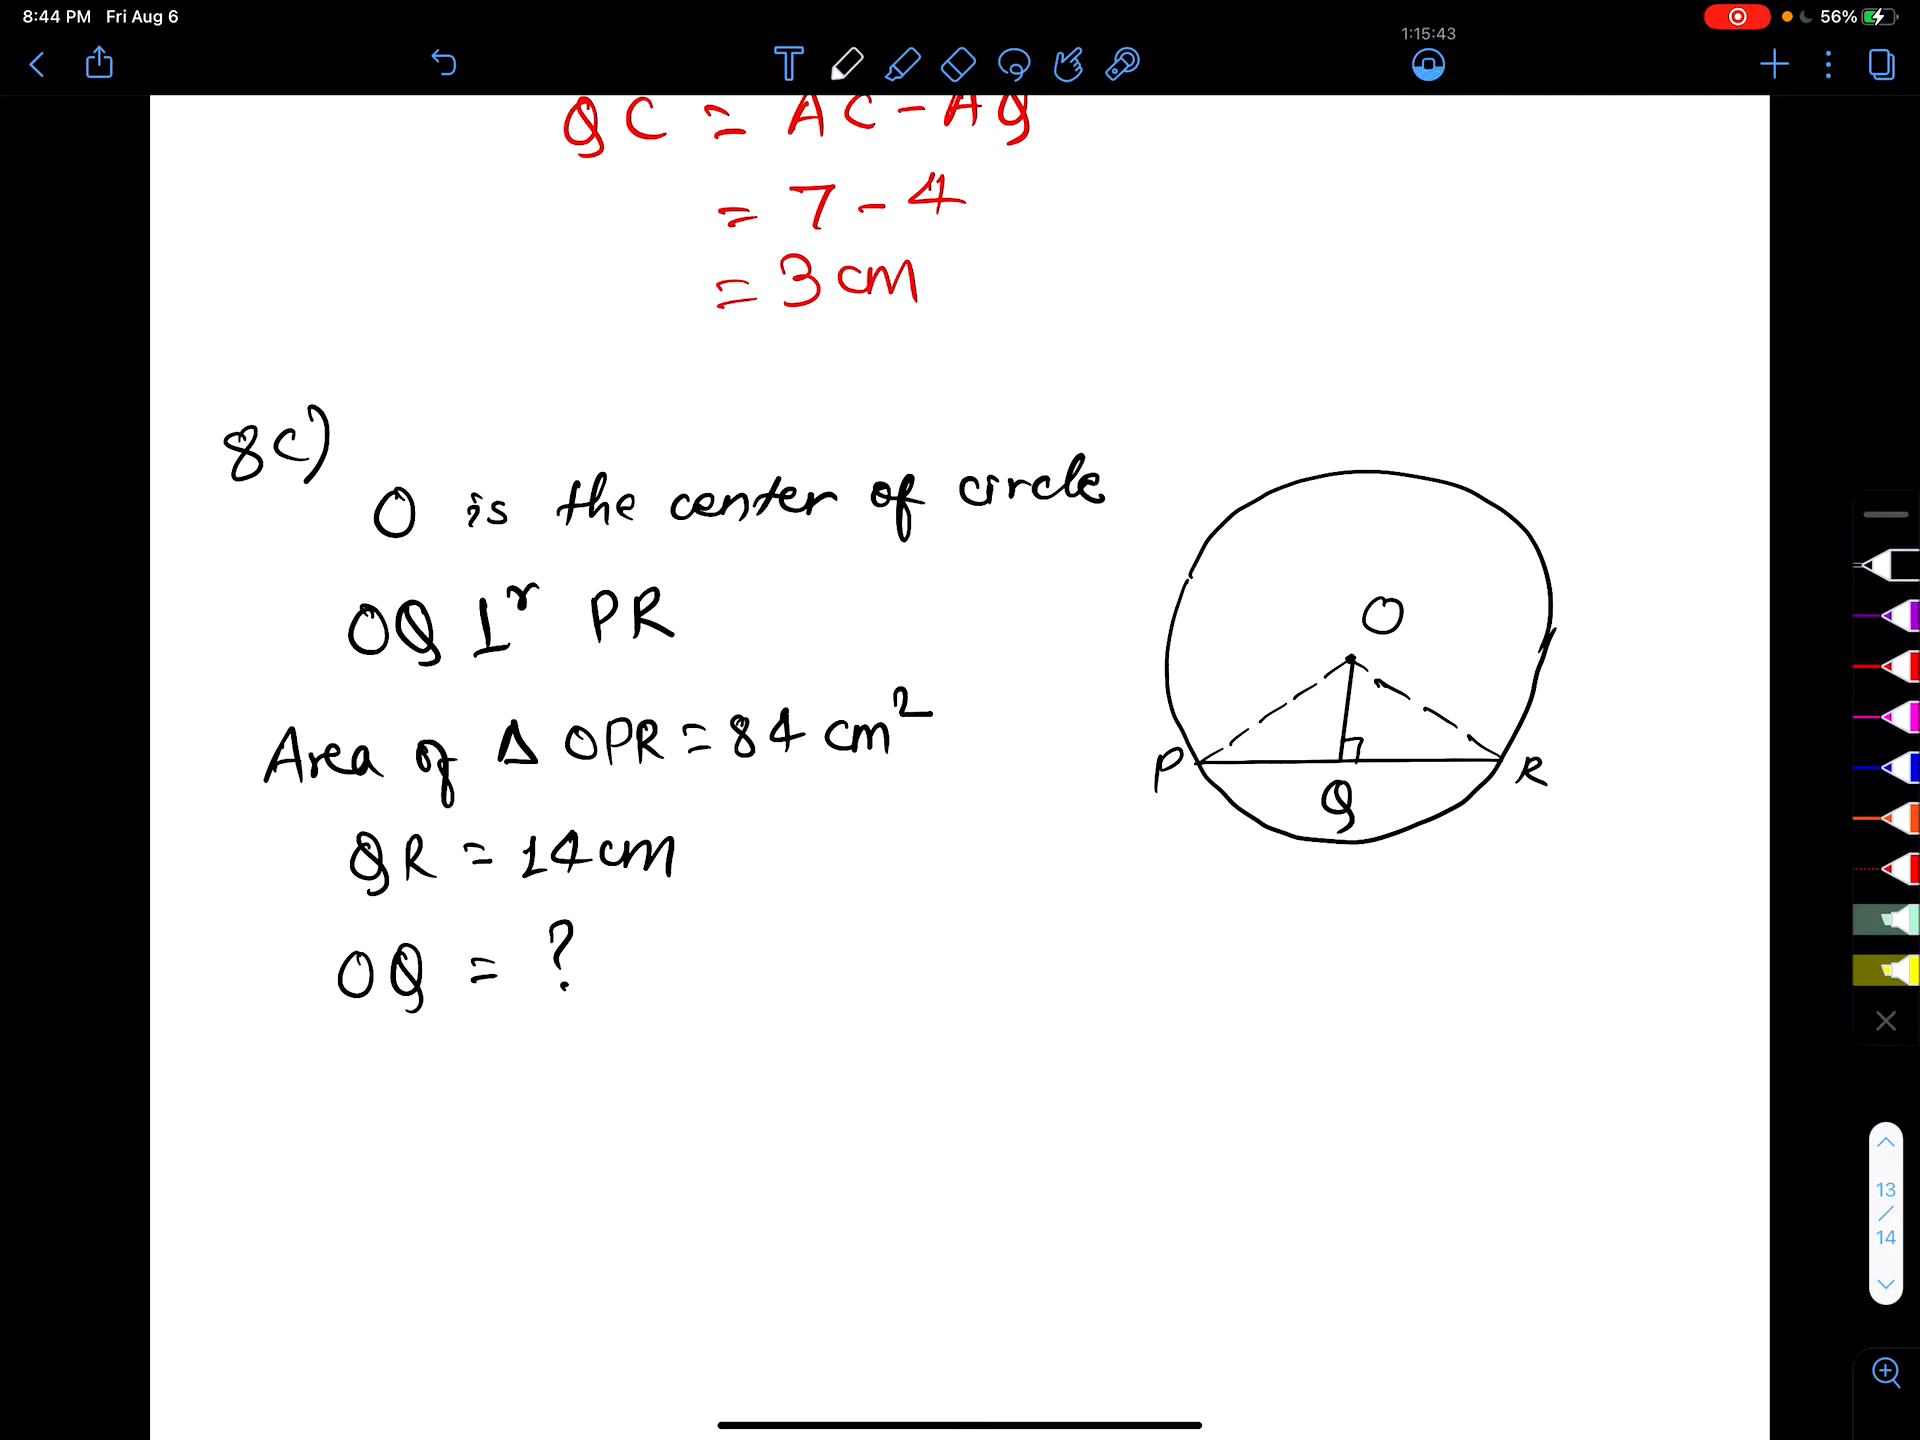 8:44 PM Fri Aug 6
56%
1:15:43
T
QC = AC - AQ
= 7 - 4
= 3 cm
8c)
O is the center of circle
OQ ⊥ʳ PR
Area of Δ OPR = 84 cm²
QR = 14 cm
OQ = ?
O
P
Q
R
13
/
14